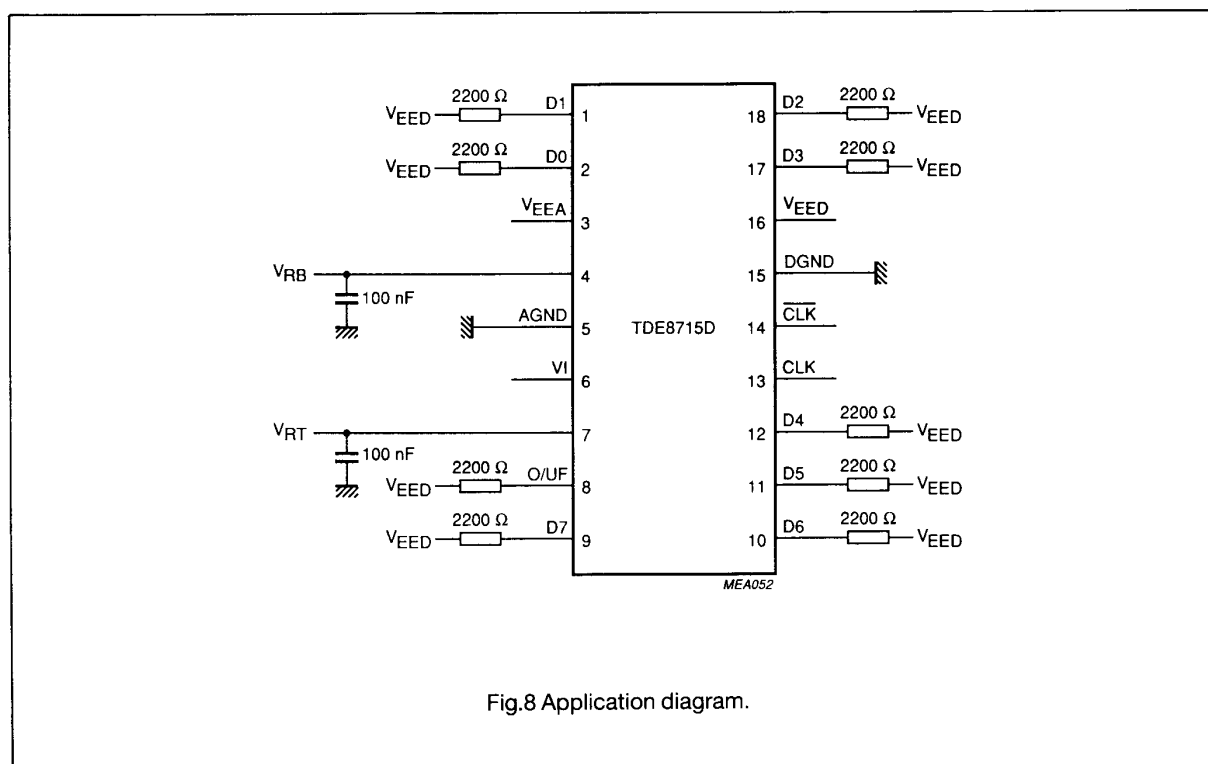 2200 Ω D1 2200 Ω D2
V_EED 1 18 V_EED
2200 Ω D0 2200 Ω D3
V_EED 2 17 V_EED
V_EEA V_EED
3 16
V_RB 4 DGND 15
100 nF
AGND 5 TDE8715D C̅L̅K̅ 14
VI 6 CLK 13
V_RT 7 D4 12 2200 Ω V_EED
100 nF
2200 Ω O/UF D5 2200 Ω
V_EED 8 11 V_EED
2200 Ω D7 D6 2200 Ω
V_EED 9 10 V_EED
MEA052
Fig.8 Application diagram.